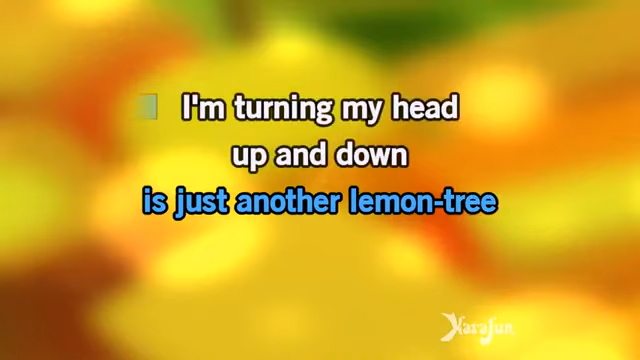 I'm turning my head
up and down
is just another lemon-tree
KaraFun